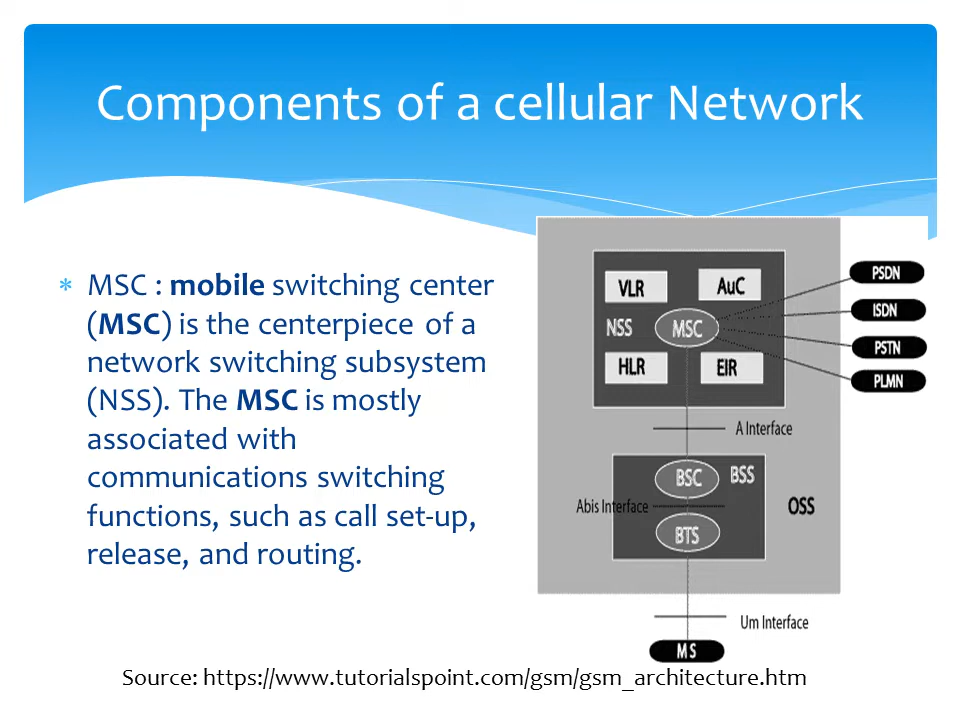 Components of a cellular Network
MSC : mobile switching center
(MSC) is the centerpiece of a
network switching subsystem
(NSS). The MSC is mostly
associated with
communications switching
functions, such as call set-up,
release, and routing.
VLR
AuC
NSS
MSC
HLR
EIR
PSDN
ISDN
PSTN
PLMN
A Interface
BSC
BSS
Abis Interface
OSS
BTS
Um Interface
MS
Source: https://www.tutorialspoint.com/gsm/gsm_architecture.htm